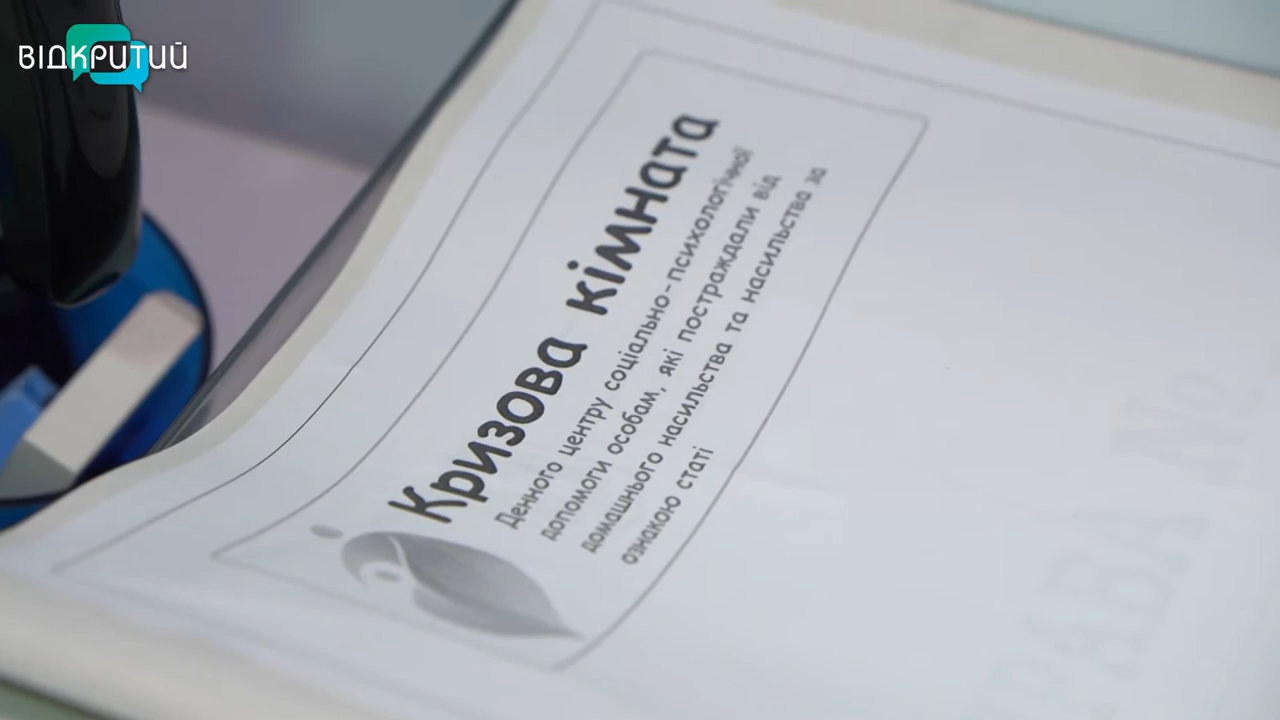 ВІДКРИТИЙ
Кризова кімната
Денного центру соціально-психологічної
допомоги особам, які постраждали від
домашнього насильства та насильства за
ознакою статі